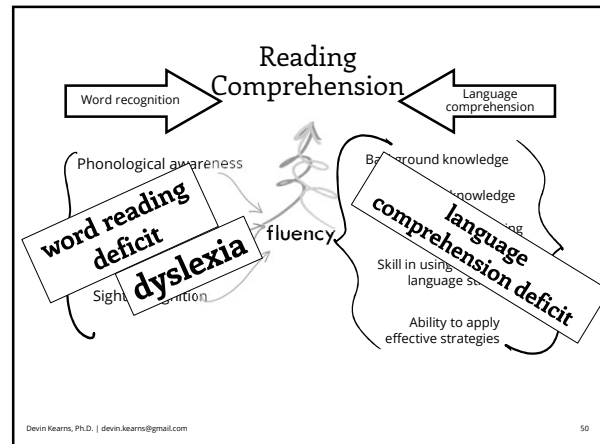 Reading
Comprehension
Word recognition
Language
comprehension
Phonological awareness
word reading
deficit
dyslexia
fluency
Background knowledge
knowledge
language
comprehension deficit
Skill in using
language
Ability to apply
effective strategies
Devin Kearns, Ph.D. | devin.kearns@gmail.com
50